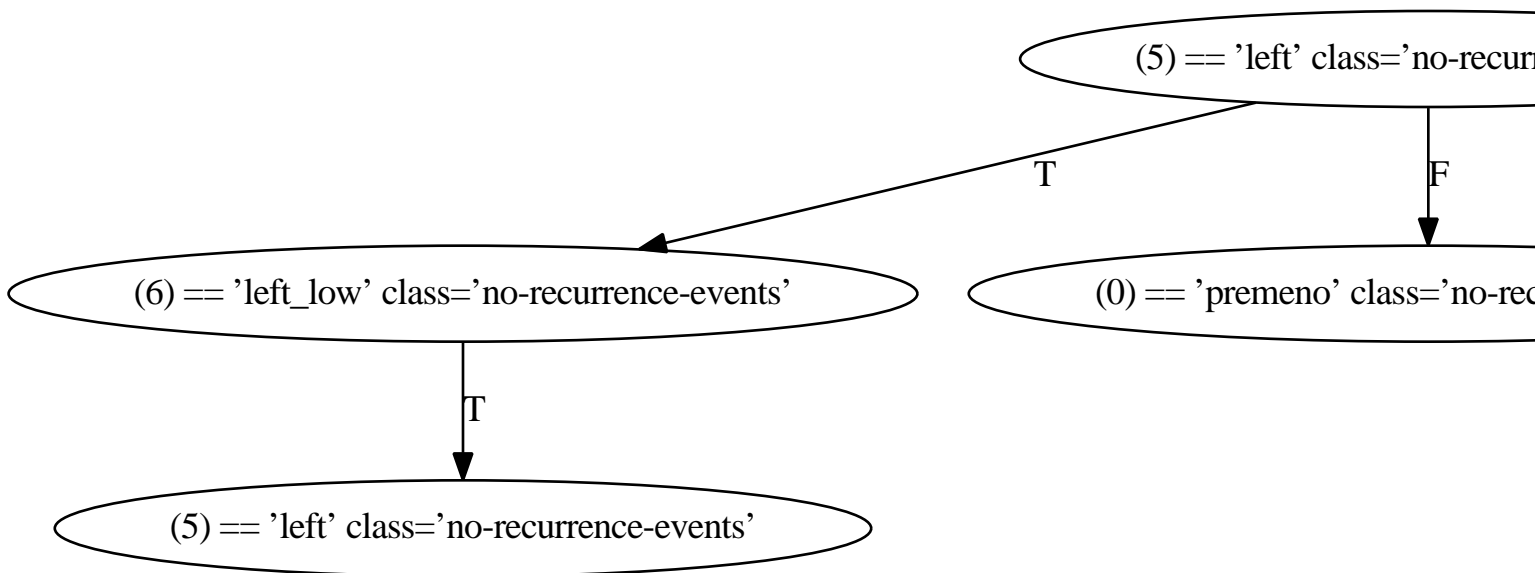 (5) == ’left’ class=’no-recurr
T
F
(6) == ’left_low’ class=’no-recurrence-events’
(0) == ’premeno’ class=’no-rec
T
(5) == ’left’ class=’no-recurrence-events’